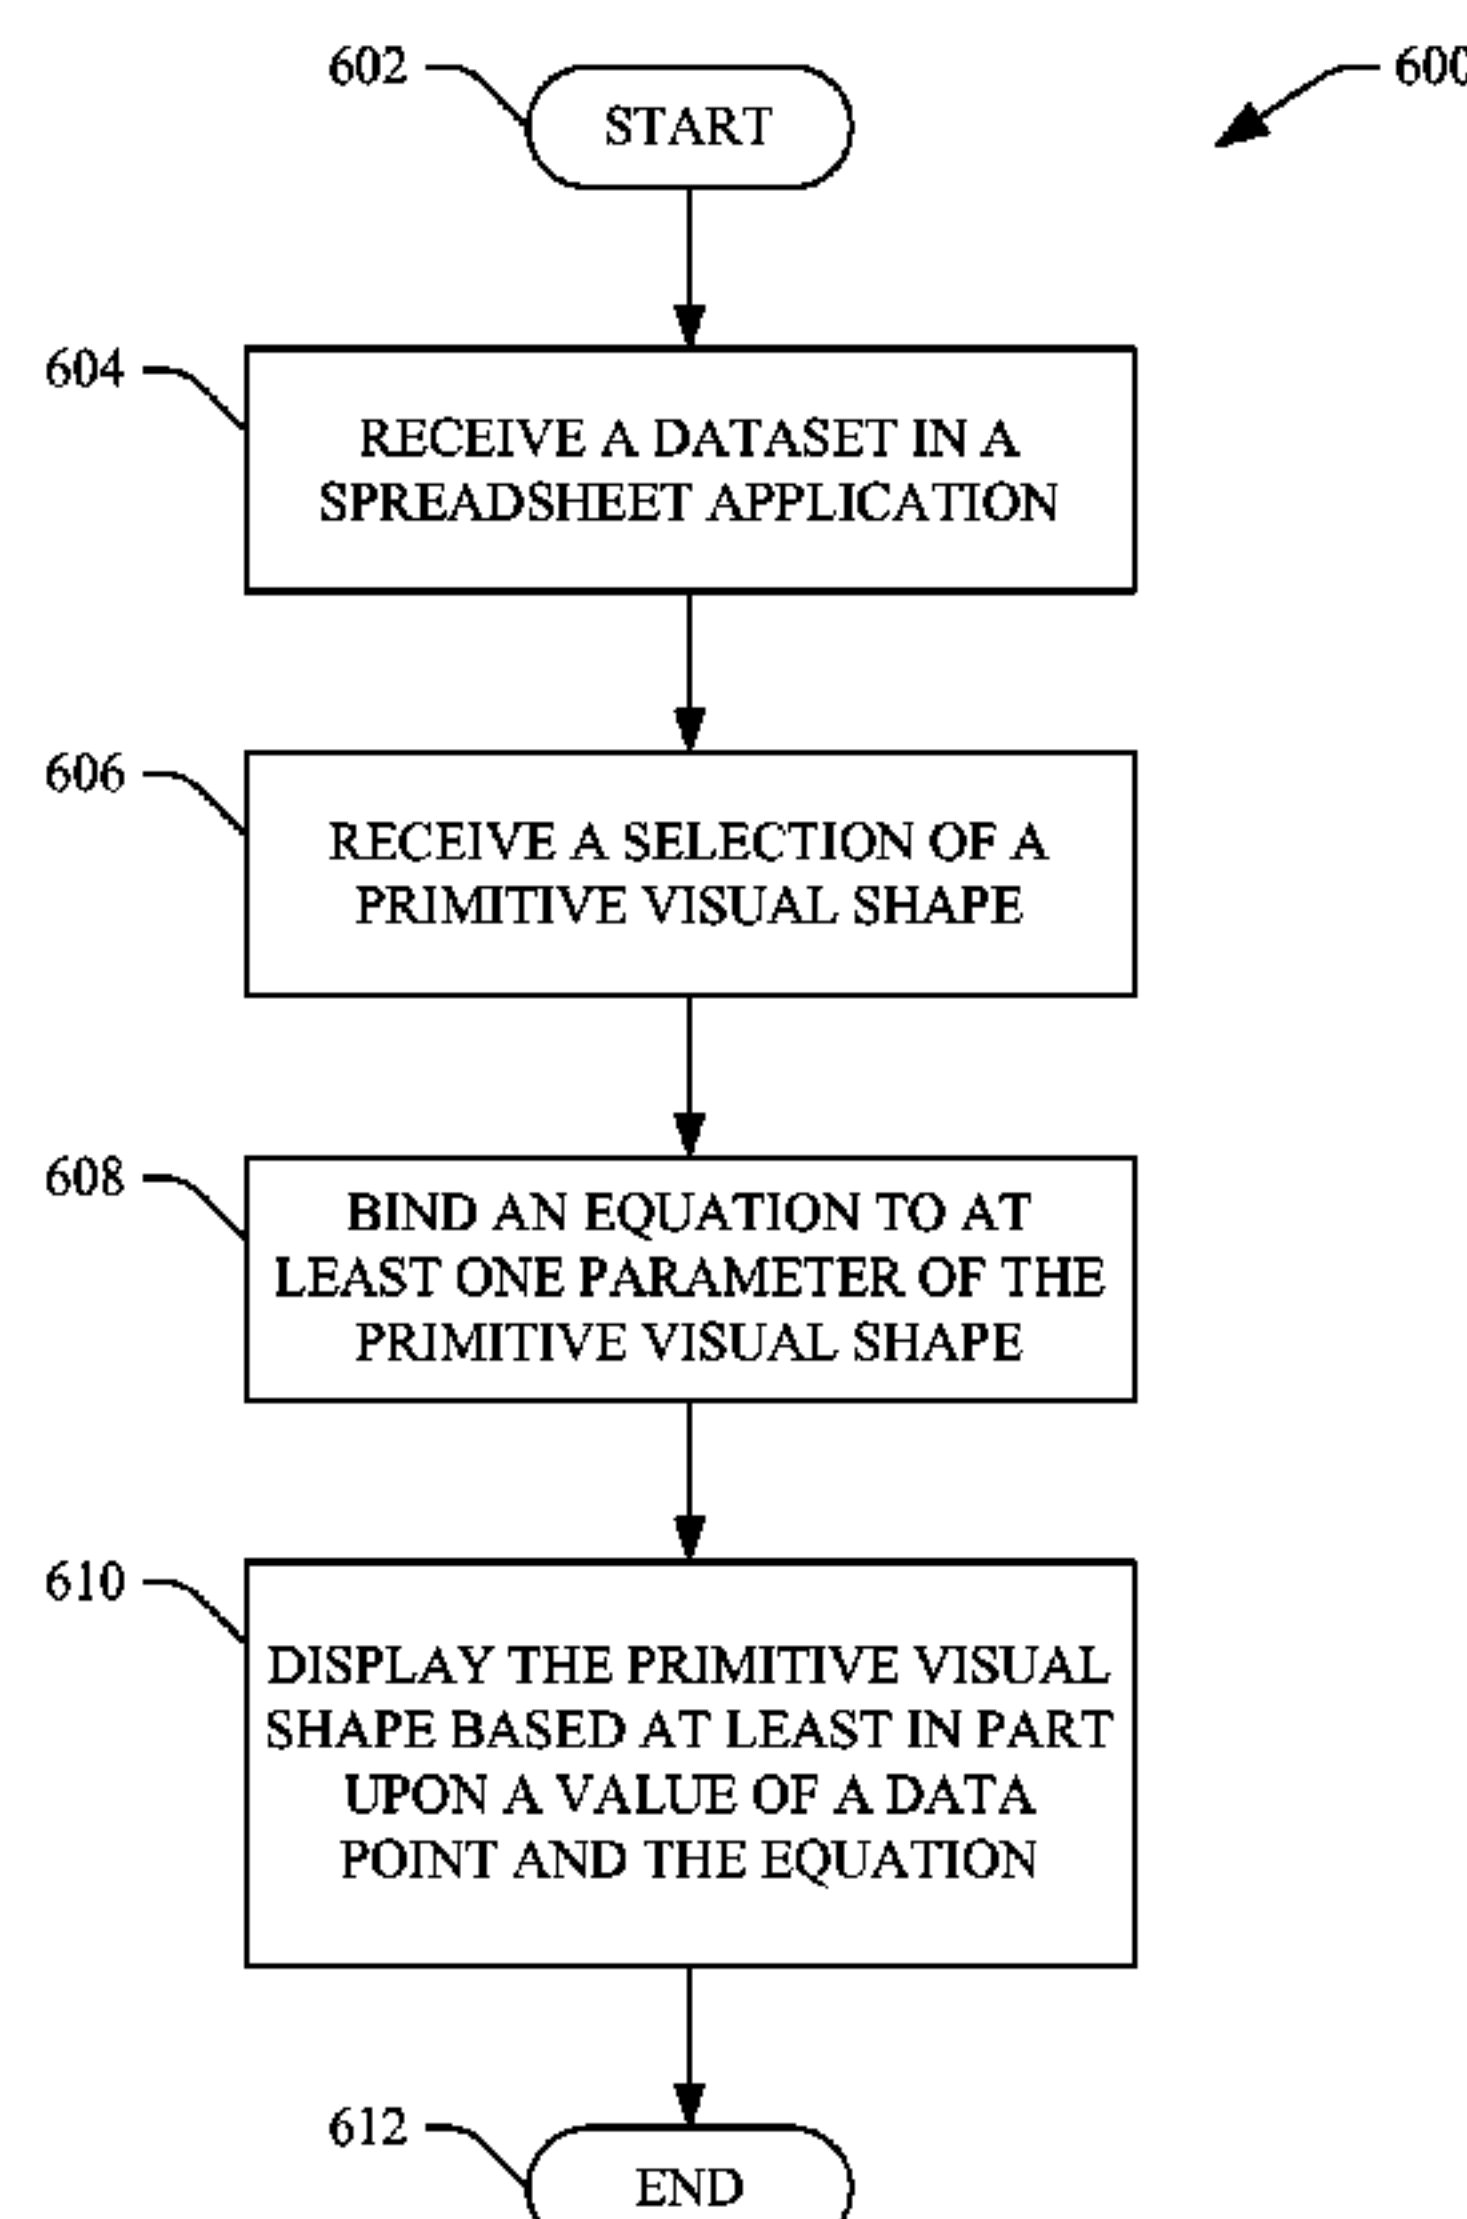 602
START
600
604
RECEIVE A DATASET IN A
SPREADSHEET APPLICATION
606
RECEIVE A SELECTION OF A
PRIMITIVE VISUAL SHAPE
608
BIND AN EQUATION TO AT
LEAST ONE PARAMETER OF THE
PRIMITIVE VISUAL SHAPE
610
DISPLAY THE PRIMITIVE VISUAL
SHAPE BASED AT LEAST IN PART
UPON A VALUE OF A DATA
POINT AND THE EQUATION
612
END